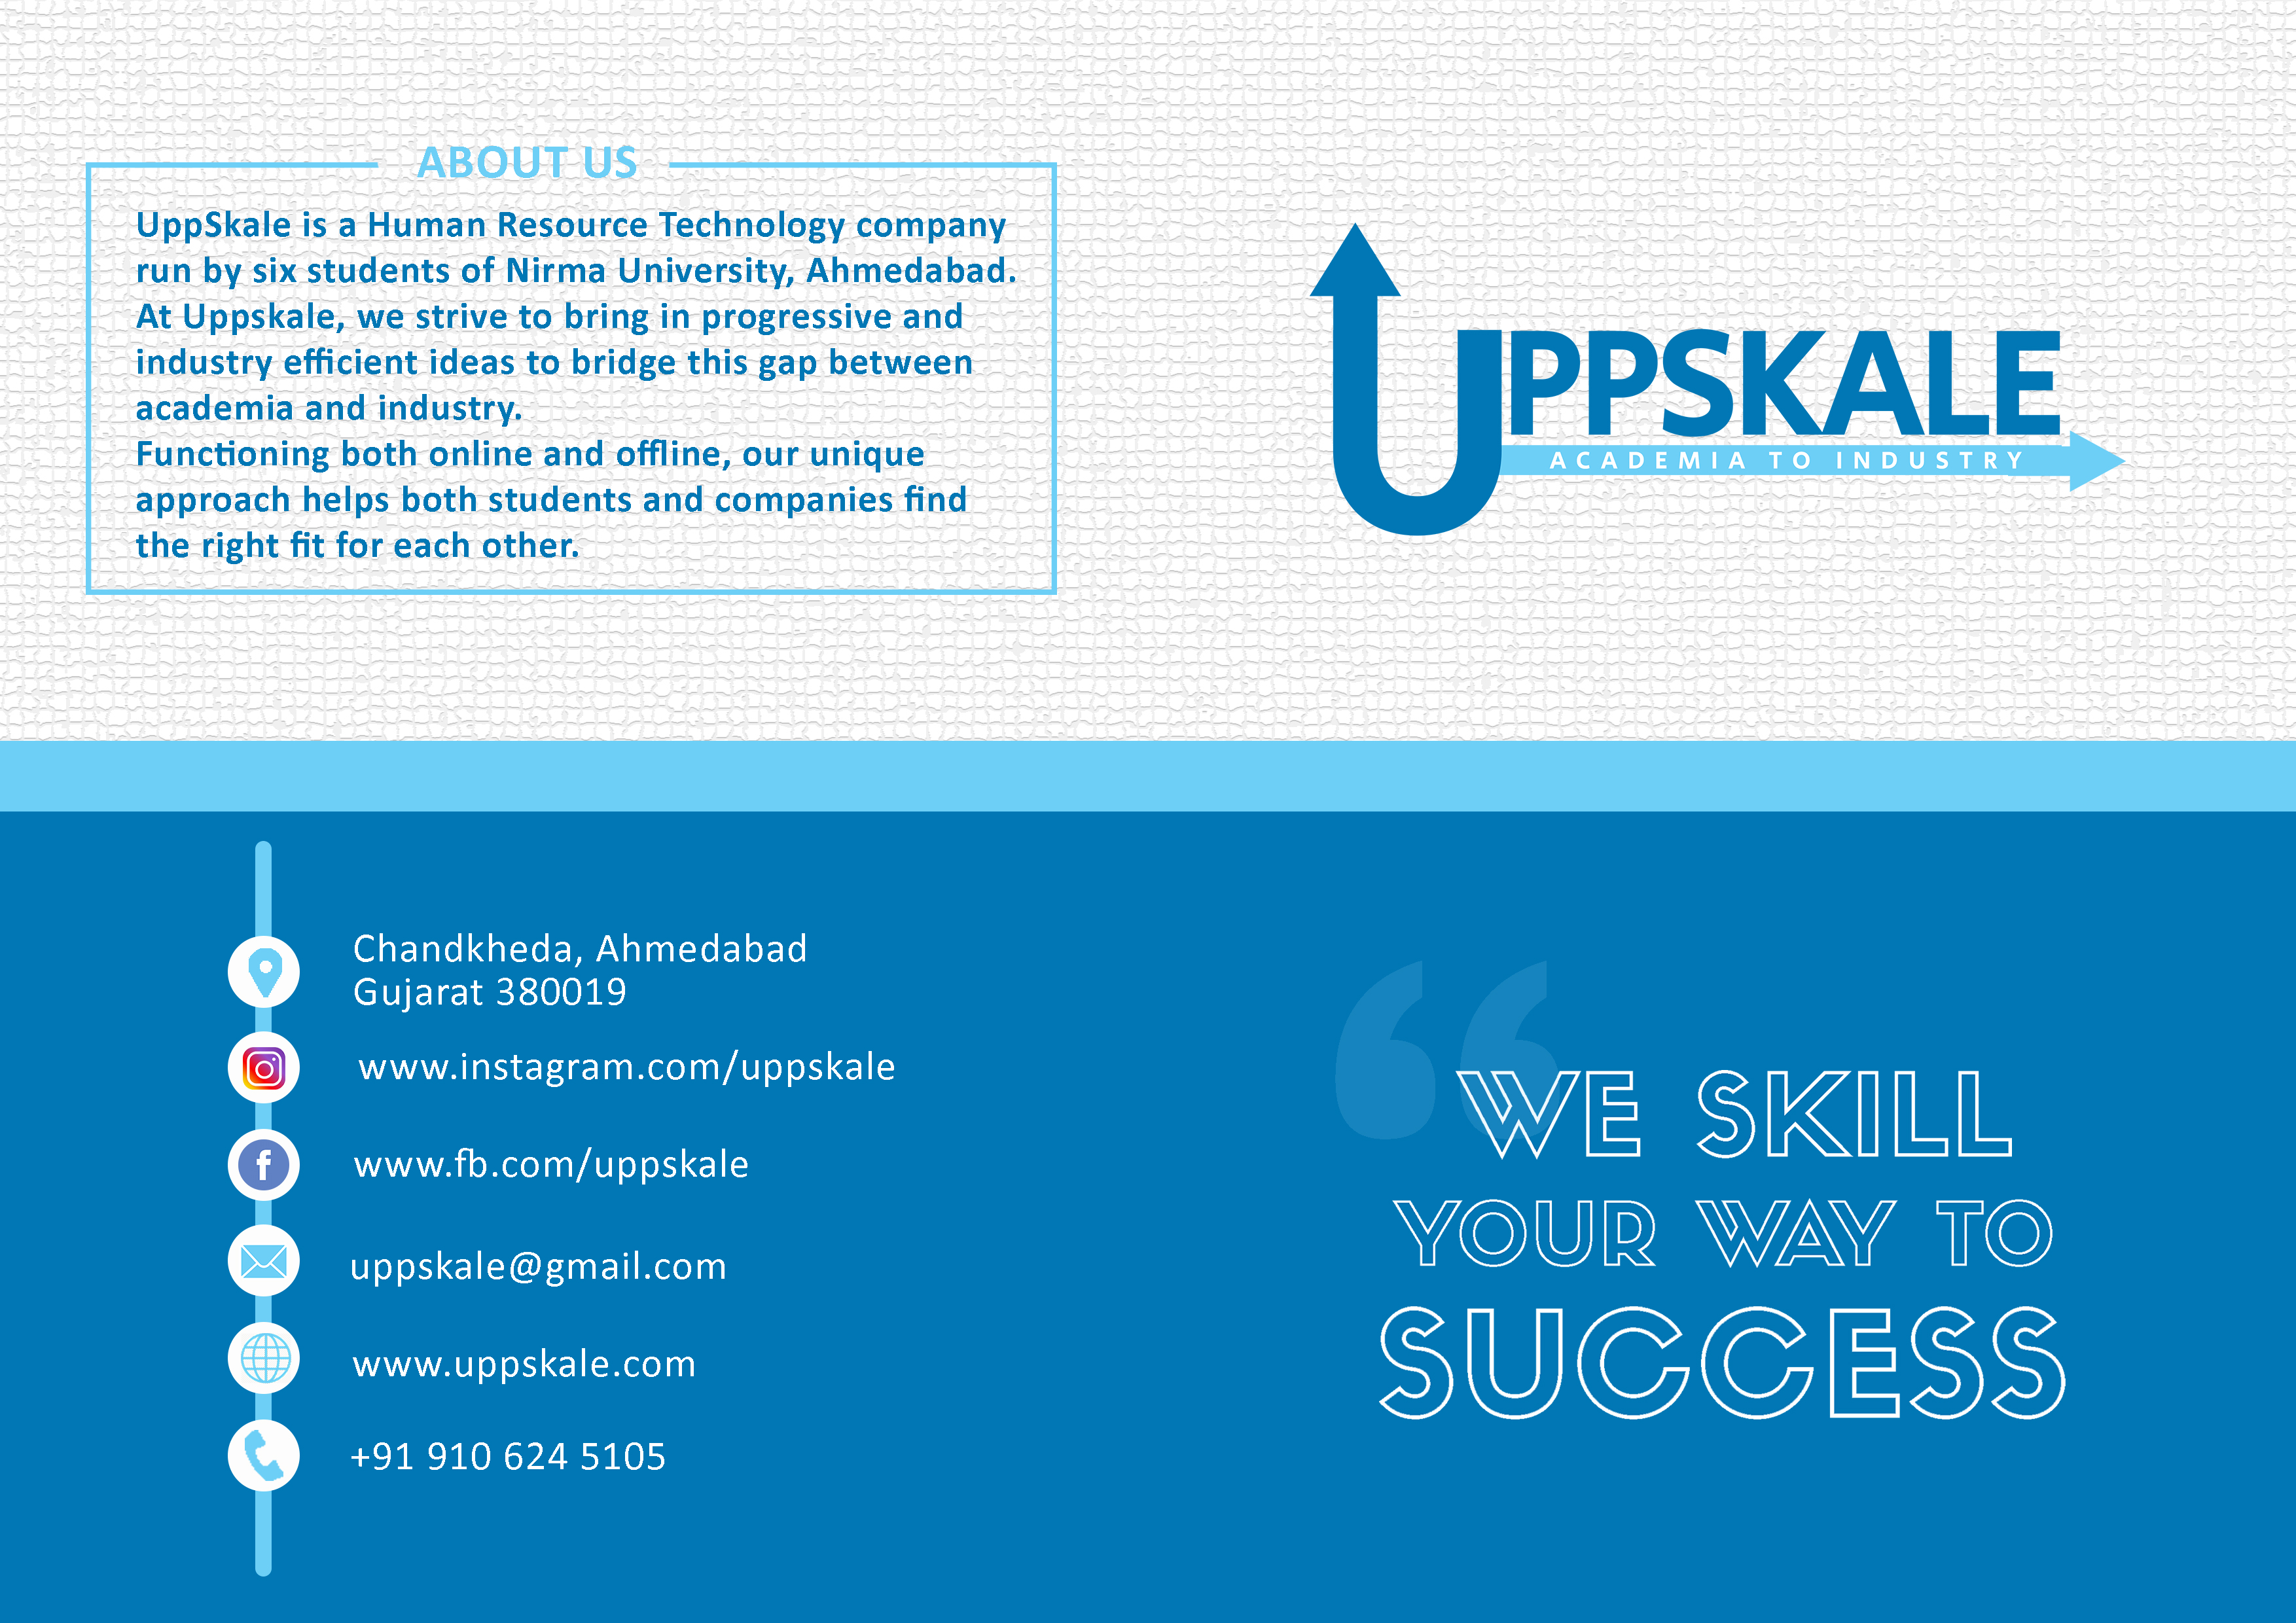 ABOUT US
UppSkale is a Human Resource Technology company
run by six students of Nirma University, Ahmedabad.
At Uppskale, we strive to bring in progressive and
industry efficient ideas to bridge this gap between
academia and industry.
Functioning both online and offline, our unique
approach helps both students and companies find
the right fit for each other.
UPPSKALE
ACADEMIA TO INDUSTRY
Chandkheda, Ahmedabad
Gujarat 380019
www.instagram.com/uppskale
www.fb.com/uppskale
uppskale@gmail.com
www.uppskale.com
+91 910 624 5105
“
WE SKILL
YOUR WAY TO
SUCCESS